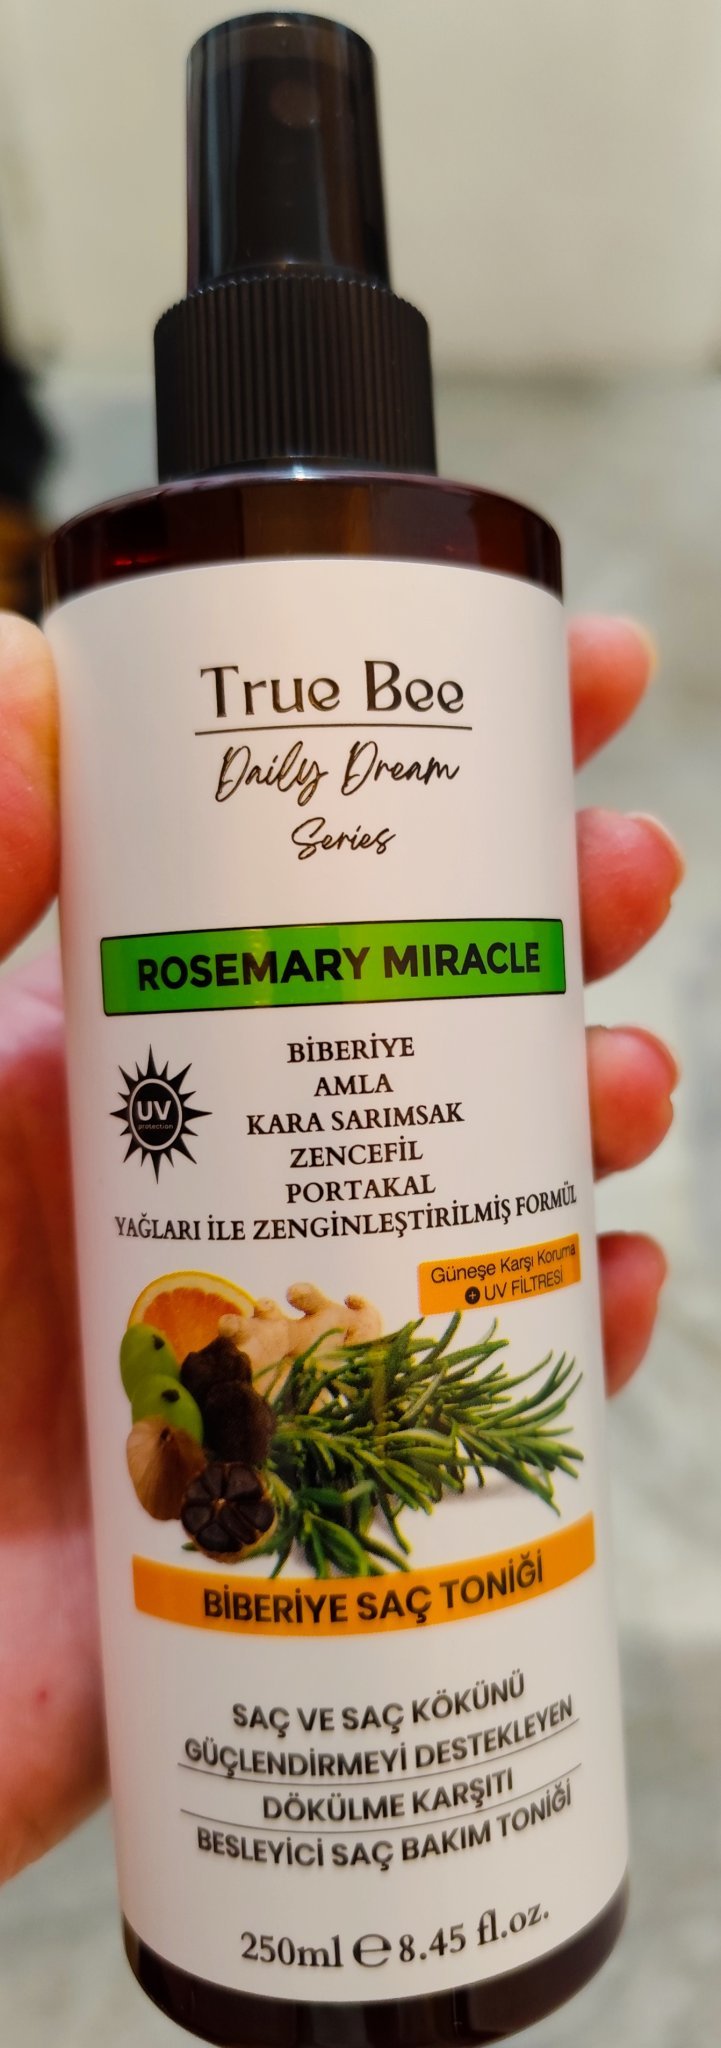 True Bee
Daily Dream
Series
ROSEMARY MIRACLE
UV
protection
BİBERİYE
AMLA
KARA SARIMSAK
ZENCEFİL
PORTAKAL
YAĞLARI İLE ZENGİNLEŞTİRİLMİŞ FORMÜL
Güneşe Karşı Koruma
+ UV FİLTRESİ
BİBERİYE SAÇ TONİĞİ
SAÇ VE SAÇ KÖKÜNÜ
GÜÇLENDİRMEYİ DESTEKLEYEN
DÖKÜLME KARŞITI
BESLEYİCİ SAÇ BAKIM TONİĞİ
250ml ℮ 8.45 fl.oz.